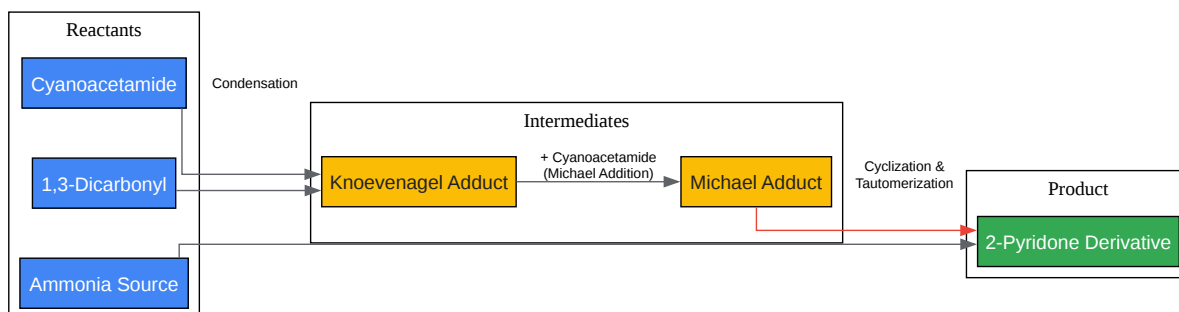 Reactants
Cyanoacetamide
Condensation
1,3-Dicarbonyl
Ammonia Source
Intermediates
Knoevenagel Adduct
+ Cyanoacetamide
(Michael Addition)
Michael Adduct
Cyclization &
Tautomerization
Product
2-Pyridone Derivative